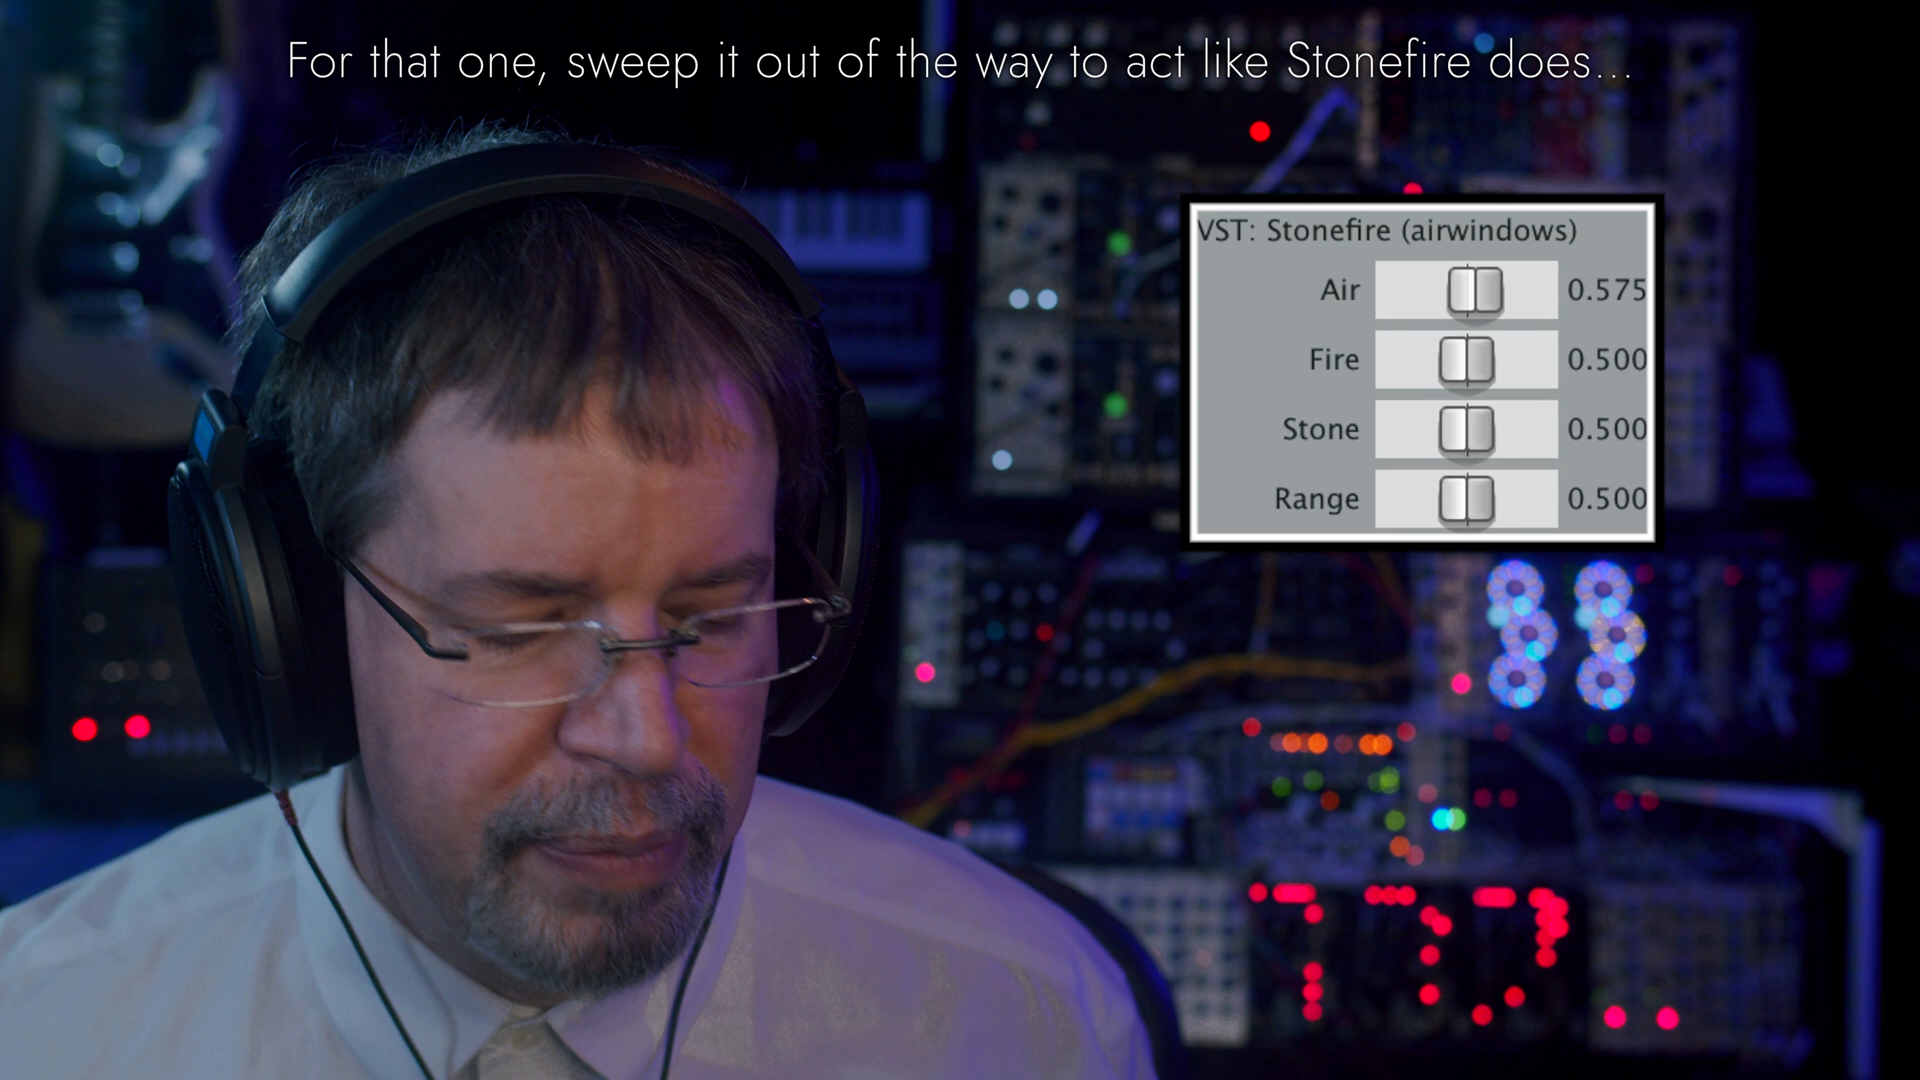 For that one, sweep it out of the way to act like Stonefire does...
VST: Stonefire (airwindows)
Air 0.575
Fire 0.500
Stone 0.500
Range 0.500